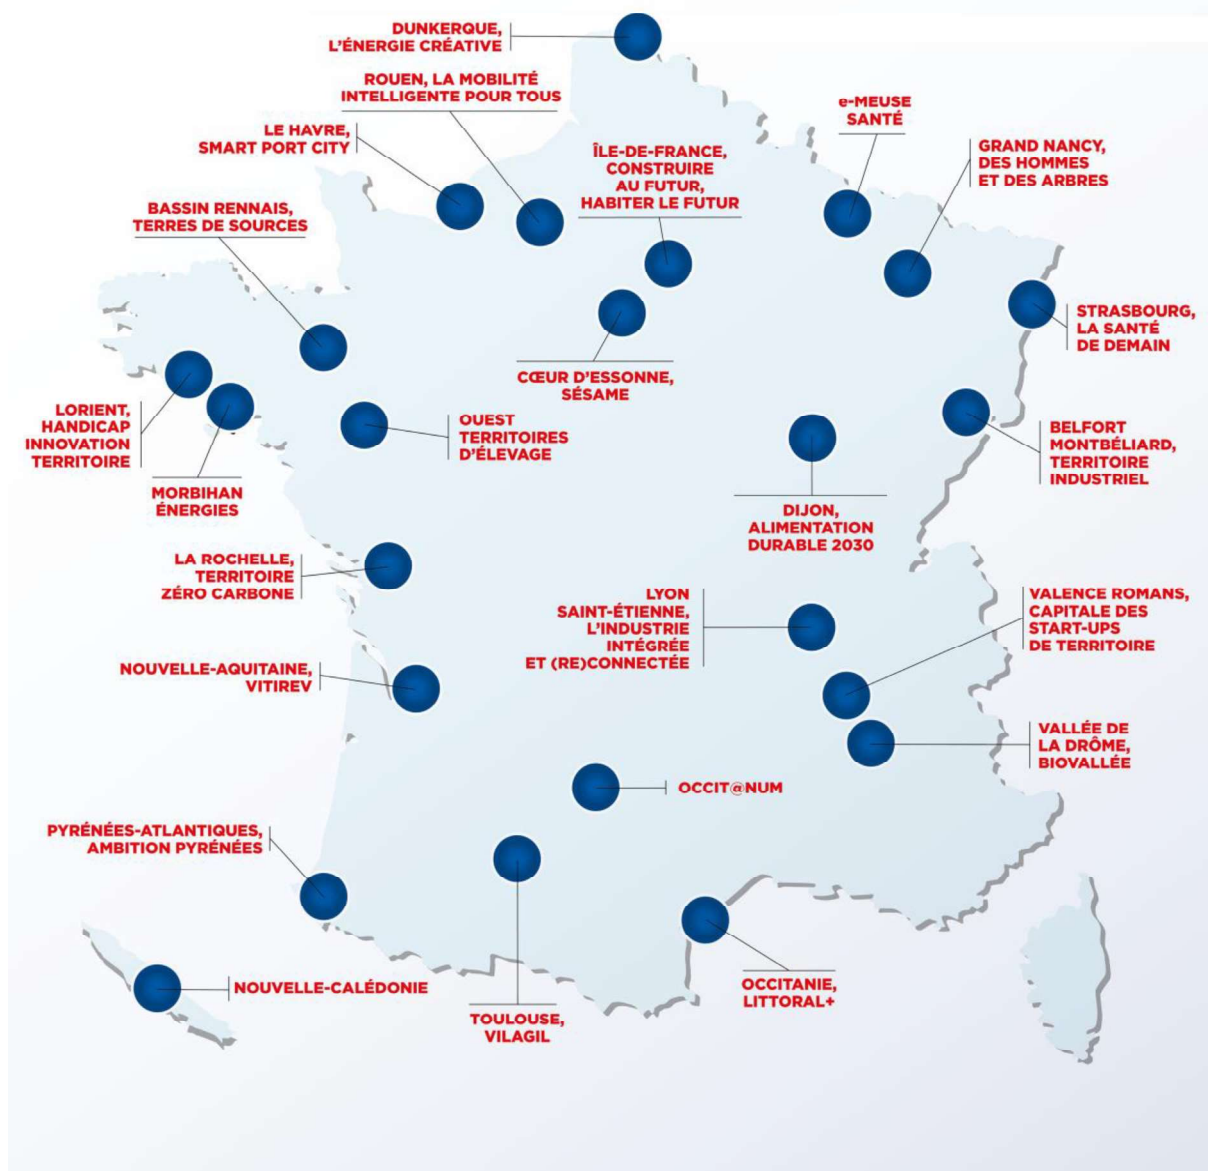 DUNKERQUE,
L'ÉNERGIE CRÉATIVE
ROUEN, LA MOBILITÉ
INTELLIGENTE POUR TOUS
e-MEUSE
SANTÉ
LE HAVRE,
SMART PORT CITY
ÎLE-DE-FRANCE,
CONSTRUIRE
AU FUTUR,
HABITER LE FUTUR
GRAND NANCY,
DES HOMMES
ET DES ARBRES
BASSIN RENNAIS,
TERRES DE SOURCES
STRASBOURG,
LA SANTÉ
DE DEMAIN
CŒUR D'ESSONNE,
SÉSAME
LORIENT,
HANDICAP
INNOVATION
TERRITOIRE
OUEST
TERRITOIRES
D'ÉLEVAGE
BELFORT
MONTBÉLIARD,
TERRITOIRE
INDUSTRIEL
MORBIHAN
ÉNERGIES
DIJON,
ALIMENTATION
DURABLE 2030
LA ROCHELLE,
TERRITOIRE
ZÉRO CARBONE
LYON
SAINT-ÉTIENNE,
L'INDUSTRIE
INTÉGRÉE
ET (RE)CONNECTÉE
VALENCE ROMANS,
CAPITALE DES
START-UPS
DE TERRITOIRE
NOUVELLE-AQUITAINE,
VITIREV
VALLÉE DE
LA DRÔME,
BIOVALLÉE
OCCIT@NUM
PYRÉNÉES-ATLANTIQUES,
AMBITION PYRÉNÉES
NOUVELLE-CALÉDONIE
OCCITANIE,
LITTORAL+
TOULOUSE,
VILAGIL